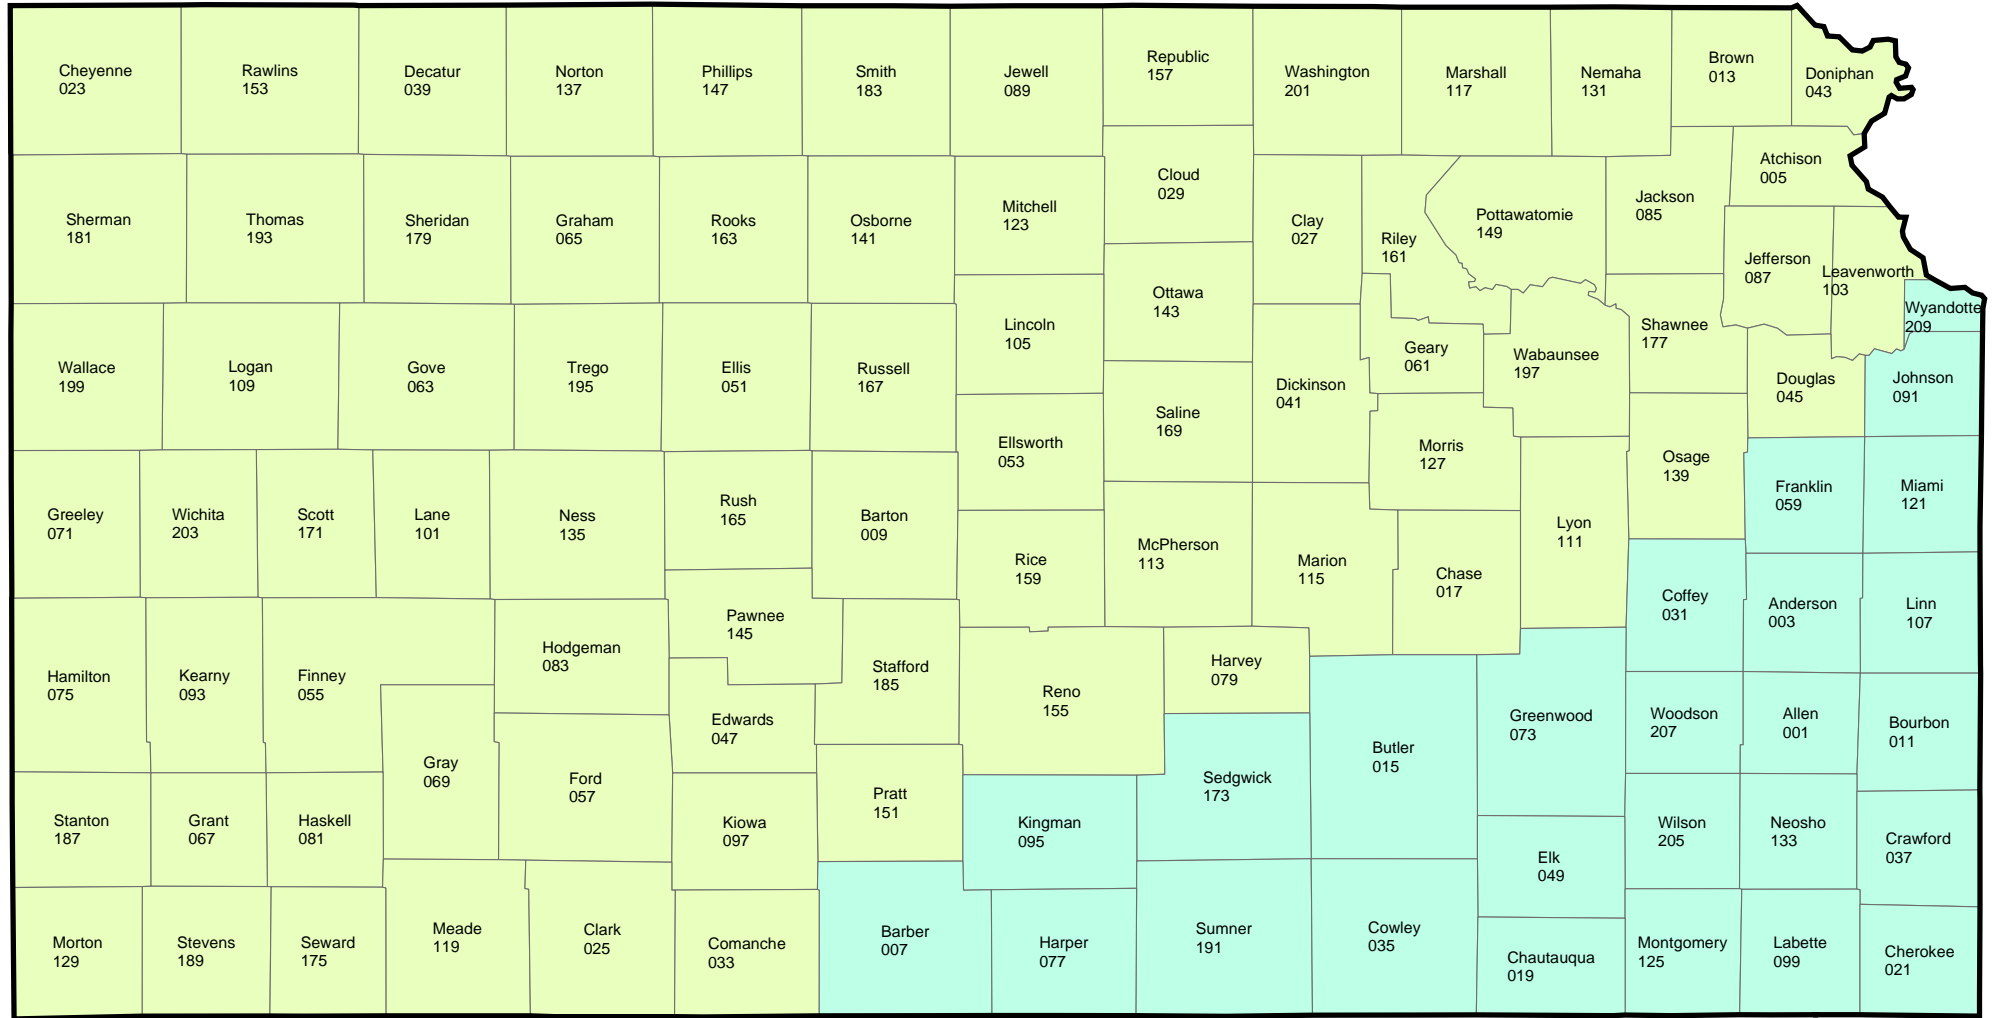 Cheyenne
023
Rawlins
153
Decatur
039
Norton
137
Phillips
147
Smith
183
Jewell
089
Republic
157
Washington
201
Marshall
117
Nemaha
131
Brown
013
Doniphan
043
Sherman
181
Thomas
193
Sheridan
179
Graham
065
Rooks
163
Osborne
141
Mitchell
123
Cloud
029
Clay
027
Riley
161
Pottawatomie
149
Jackson
085
Atchison
005
Jefferson
087
Leavenworth
103
Wyandotte
209
Wallace
199
Logan
109
Gove
063
Trego
195
Ellis
051
Russell
167
Lincoln
105
Ottawa
143
Dickinson
041
Geary
061
Wabaunsee
197
Shawnee
177
Douglas
045
Johnson
091
Ellsworth
053
Saline
169
Morris
127
Osage
139
Franklin
059
Miami
121
Greeley
071
Wichita
203
Scott
171
Lane
101
Ness
135
Rush
165
Barton
009
Rice
159
McPherson
113
Marion
115
Chase
017
Lyon
111
Coffey
031
Anderson
003
Linn
107
Hamilton
075
Kearny
093
Finney
055
Hodgeman
083
Pawnee
145
Stafford
185
Reno
155
Harvey
079
Edwards
047
Gray
069
Ford
057
Greenwood
073
Woodson
207
Allen
001
Bourbon
011
Butler
015
Sedgwick
173
Stanton
187
Grant
067
Haskell
081
Kiowa
097
Pratt
151
Kingman
095
Elk
049
Wilson
205
Neosho
133
Crawford
037
Morton
129
Stevens
189
Seward
175
Meade
119
Clark
025
Comanche
033
Barber
007
Harper
077
Sumner
191
Cowley
035
Chautauqua
019
Montgomery
125
Labette
099
Cherokee
021